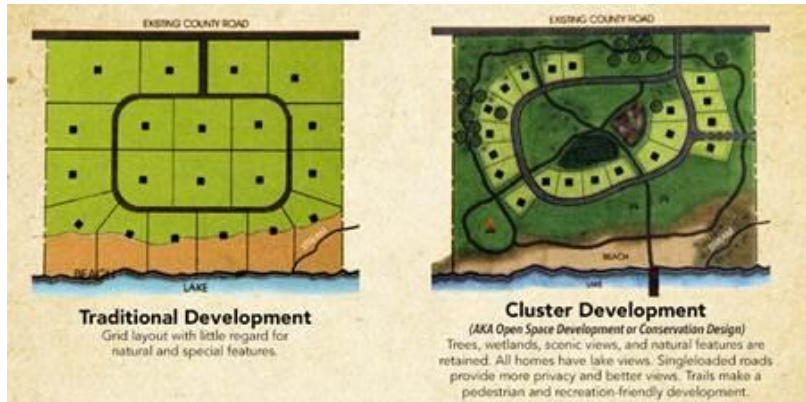 EXISTING COUNTY ROAD
STREAM
BEACH
LAKE
Traditional Development
Grid layout with little regard for
natural and special features.
EXISTING COUNTY ROAD
STREAM
BEACH
LAKE
Cluster Development
(AKA Open Space Development or Conservation Design)
Trees, wetlands, scenic views, and natural features are
retained. All homes have lake views. Singleloaded roads
provide more privacy and better views. Trails make a
pedestrian and recreation-friendly development.